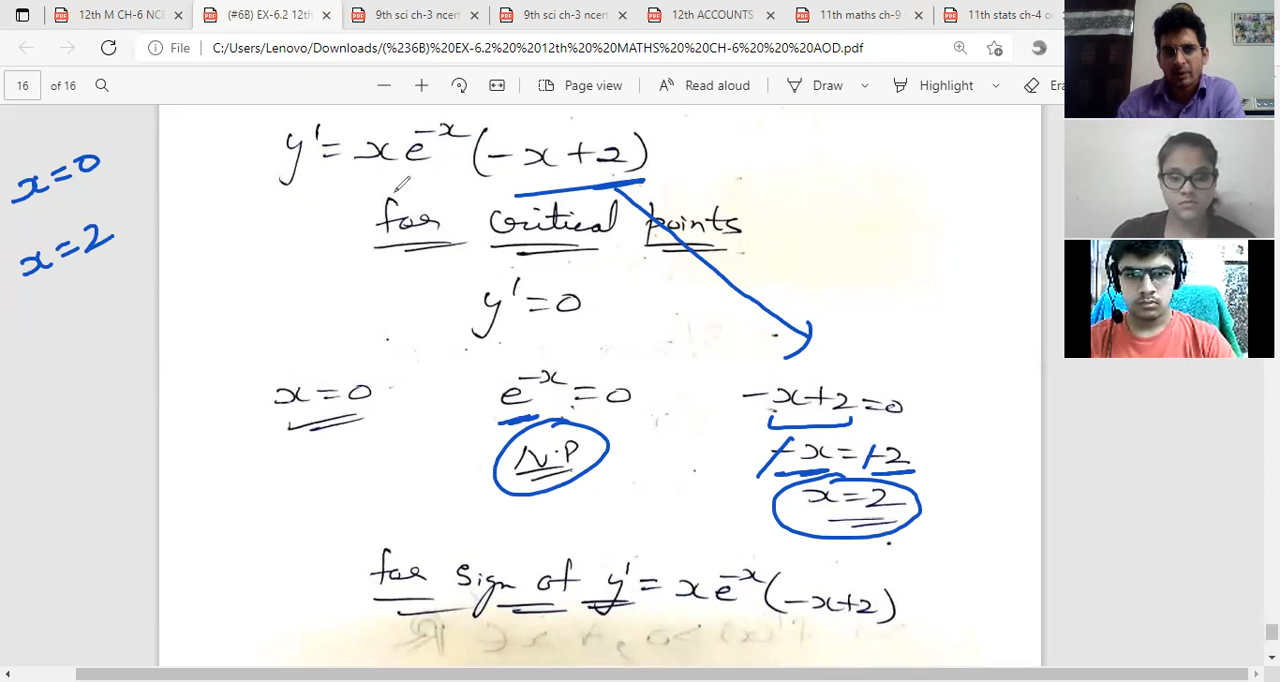 12th M CH-6 NCE
(#6B) EX-6.2 12th
9th sci ch-3 ncert
9th sci ch-3 ncert
12th ACCOUNTS
11th maths ch-9
11th stats ch-4 o
File C:/Users/Lenovo/Downloads/(%236B)%20EX-6.2%20%2012th%20%20MATHS%20%20CH-6%20%20%20AOD.pdf
16 of 16 Page view Read aloud Draw Highlight Era
y' = xe^-x(-x+2)
x=0
for critical points
x=2
y'=0
x=0 e^-x=0 -x+2=0
N.P -x=-2
x=2
for sign of y' = xe^-x(-x+2)